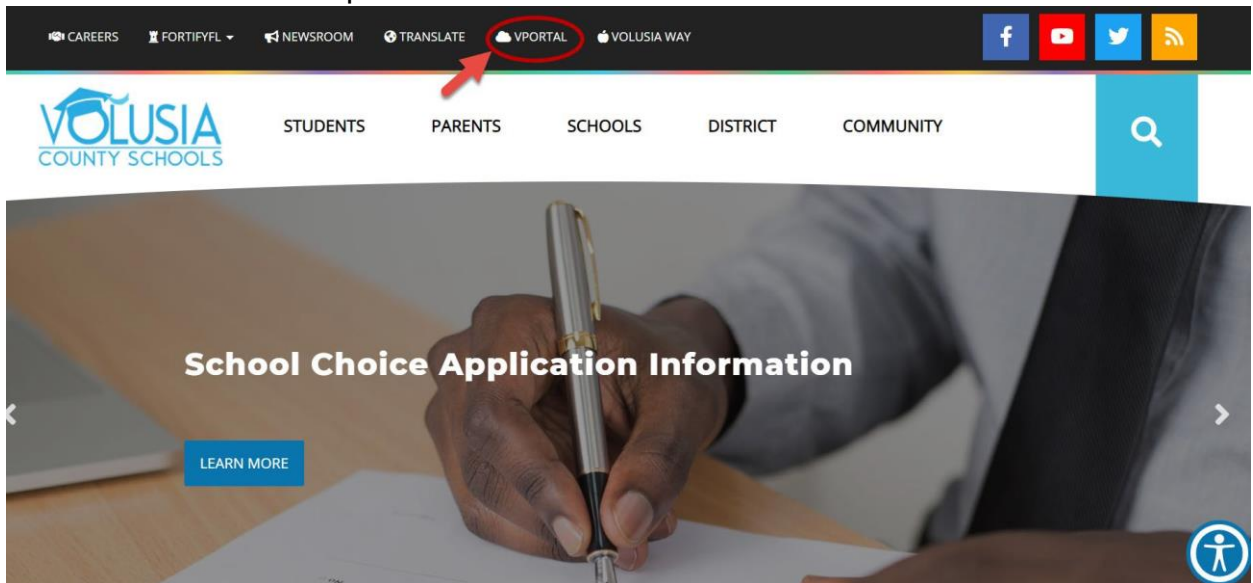 CAREERS FORTIFYFL NEWSROOM TRANSLATE VPORTAL VOLUSIA WAY
VOLUSIA
COUNTY SCHOOLS
STUDENTS PARENTS SCHOOLS DISTRICT COMMUNITY
School Choice Application Information
LEARN MORE